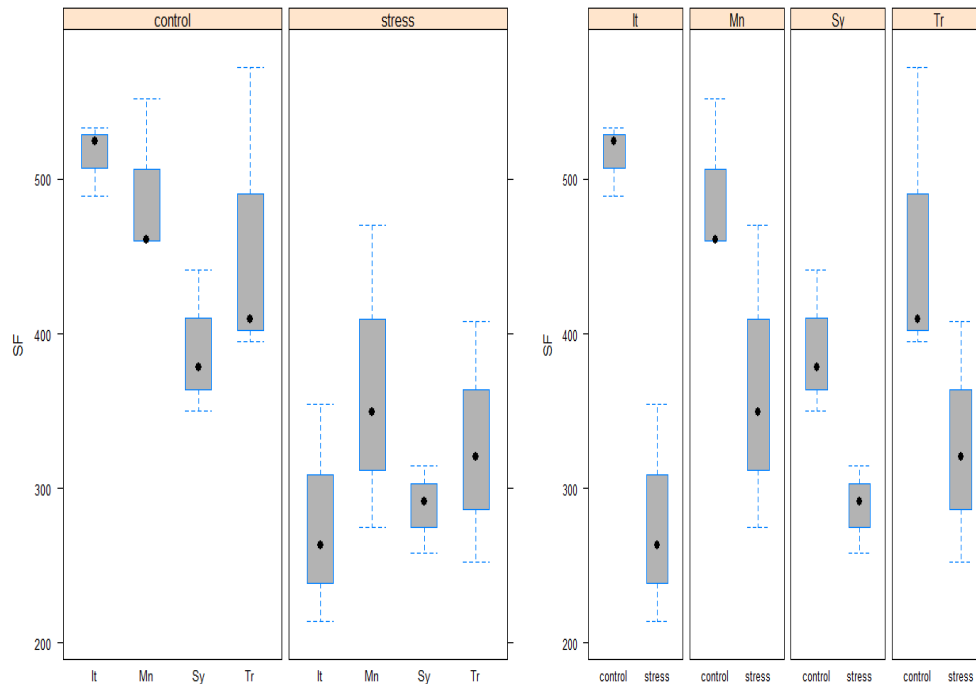 control stress
SF
500
400
300
200
It Mn Sy Tr It Mn Sy Tr
It Mn Sy Tr
SF
500
400
300
200
control stress control stress control stress control stress